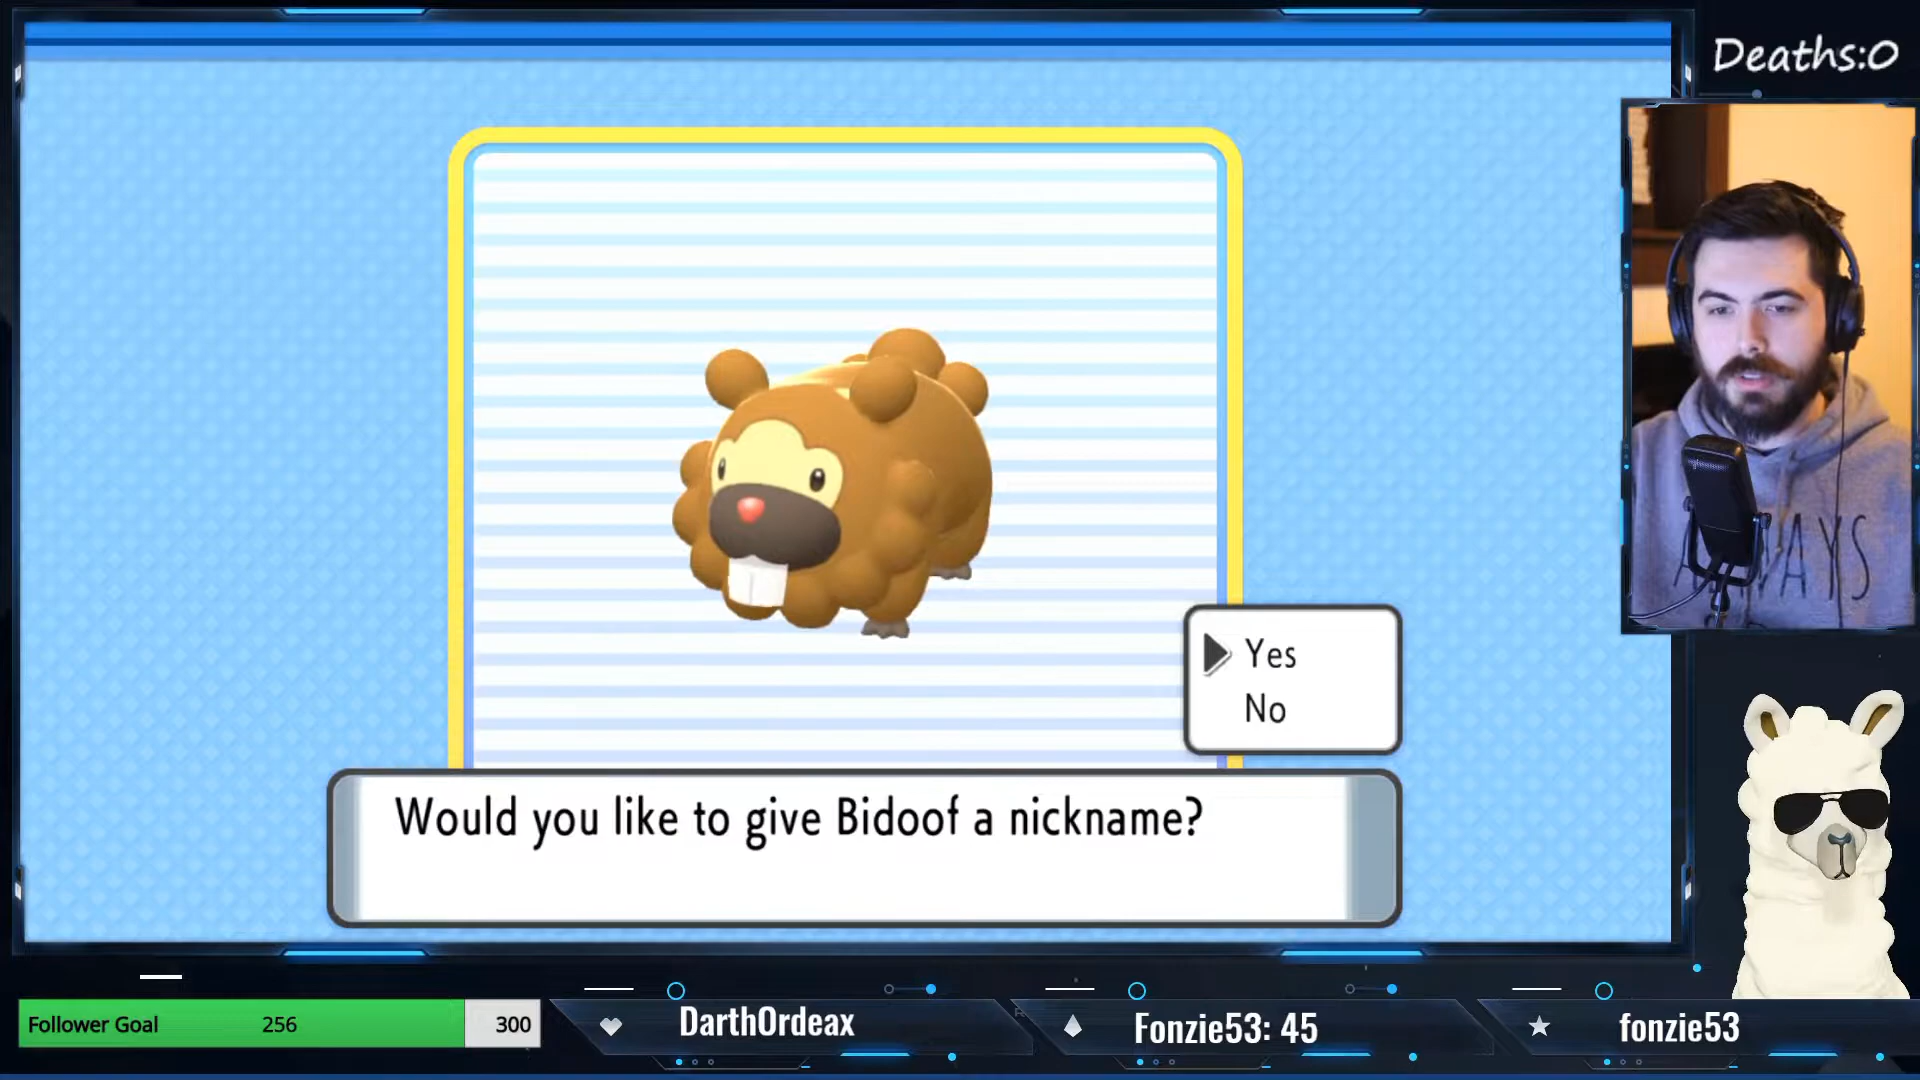 Deaths:0
Yes
No
Would you like to give Bidoof a nickname?
Follower Goal 256 300
DarthOrdeax
Fonzie53: 45
fonzie53